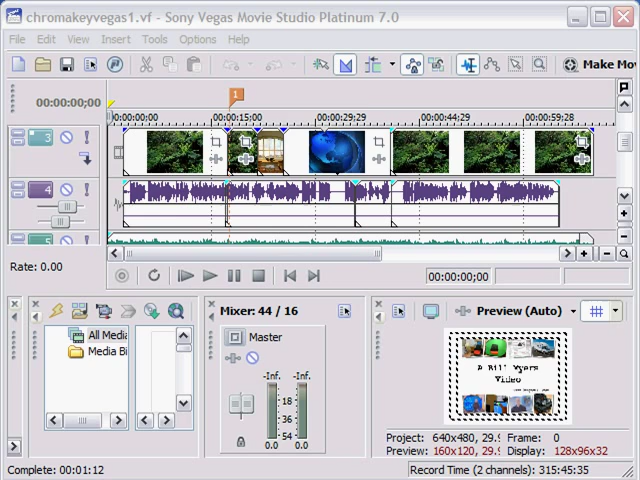 chromakeyvegas1.vf - Sony Vegas Movie Studio Platinum 7.0
File Edit View Insert Tools Options Help
Make Mov
00:00:00;00
1
00:00:00;00 00:00:15;00 00:00:29;29 00:00:44;29 00:00:59;28
3
4
5
Rate: 0.00
00:00:00;00
Mixer: 44 / 16
Preview (Auto)
All Media
Media Bi
Master
-Inf. -Inf.
18
36
54
0.0 0.0
A Bill Myers
Video
Project: 640x480, 29.9 Frame: 0
Preview: 160x120, 29.9 Display: 128x96x32
Complete: 00:01:12
Record Time (2 channels): 315:45:35